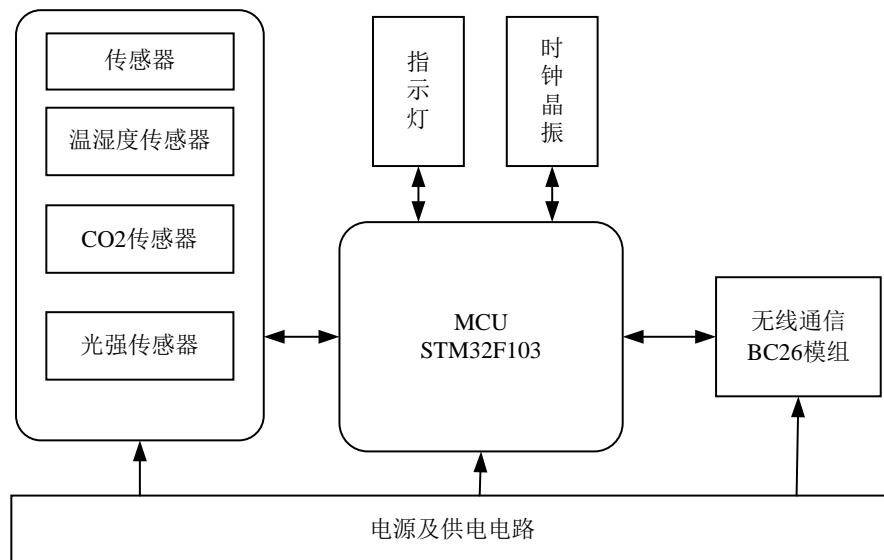 传感器
温湿度传感器
CO2传感器
光强传感器
指示灯
时钟晶振
MCU
STM32F103
无线通信
BC26模组
电源及供电电路